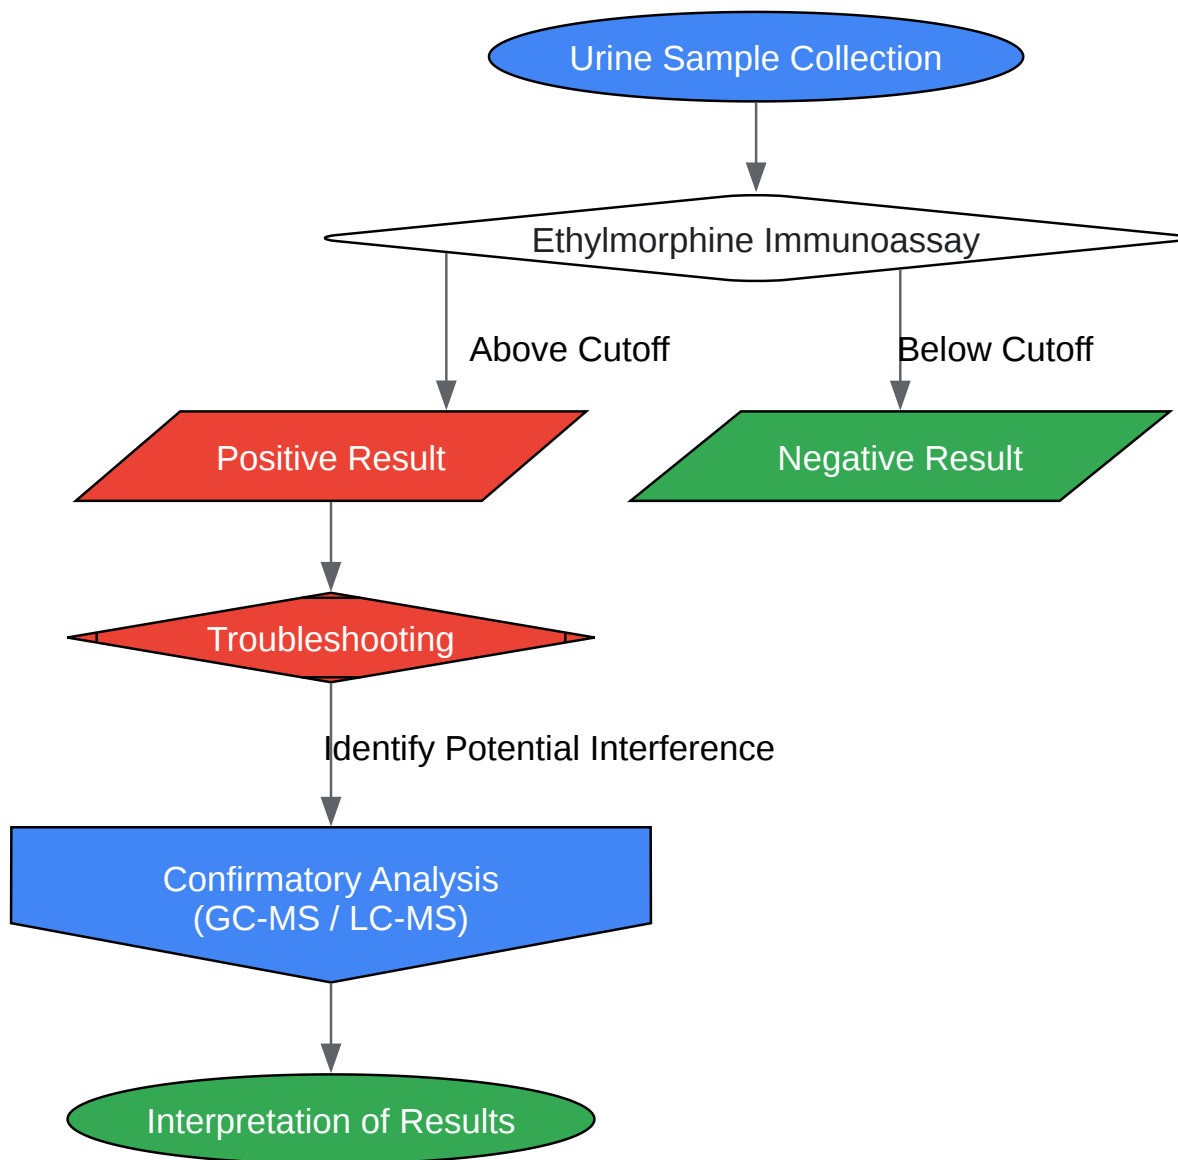 Urine Sample Collection
Ethylmorphine Immunoassay
Above Cutoff
Below Cutoff
Positive Result
Negative Result
Troubleshooting
Identify Potential Interference
Confirmatory Analysis
(GC-MS / LC-MS)
Interpretation of Results